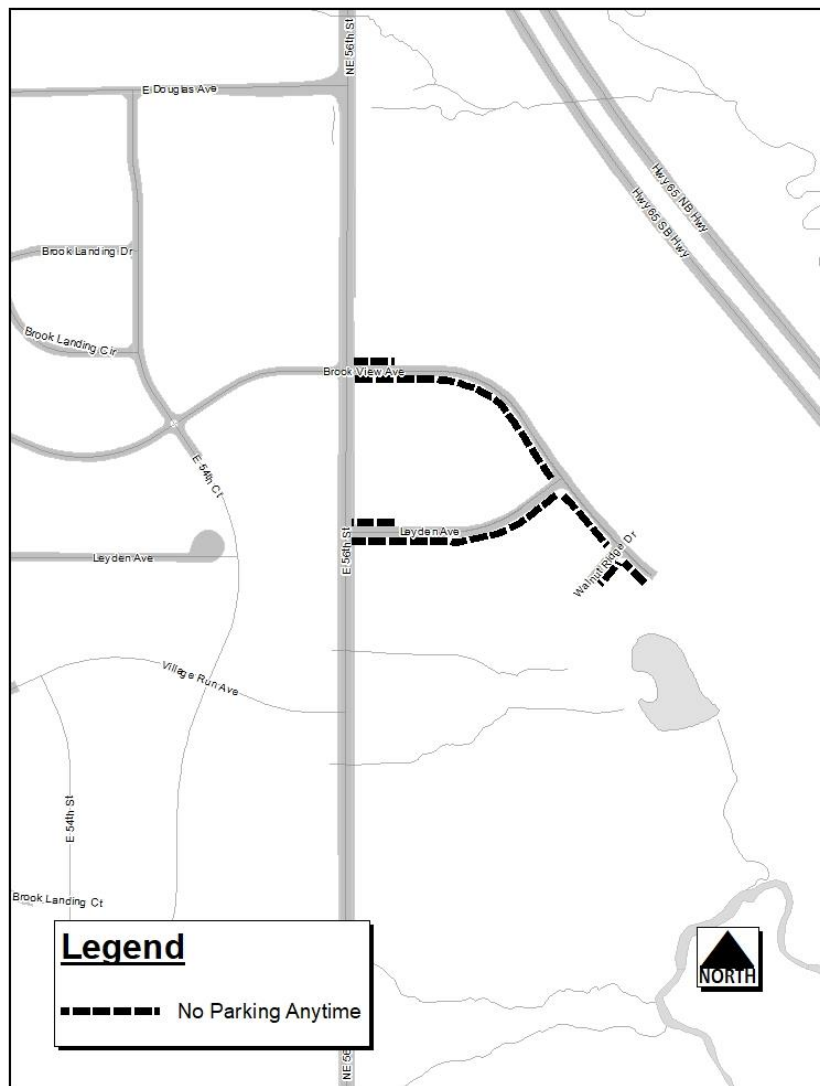 NE 56th St
E Douglas Ave
Hwy 65 NB Hwy
Hwy 65 SB Hwy
Brook Landing Dr
Brook Landing Cir
Brook View Ave
E 54th Ct
Leyden Ave
E 56th St
Leyden Ave
Walnut Ridge Dr
Village Run Ave
E 54th St
Brook Landing Ct
Legend
No Parking Anytime
NORTH
NE 56